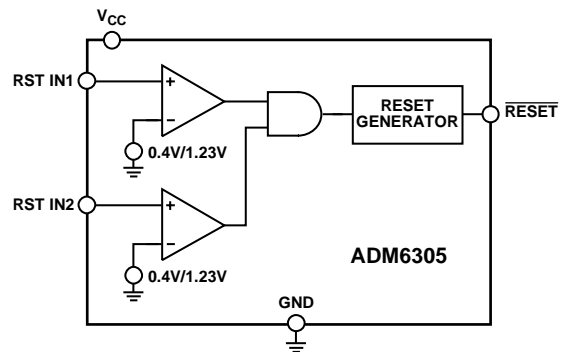 VCC
RST IN1
+
–
0.4V/1.23V
RESET
GENERATOR
RESET
RST IN2
+
–
0.4V/1.23V
ADM6305
GND